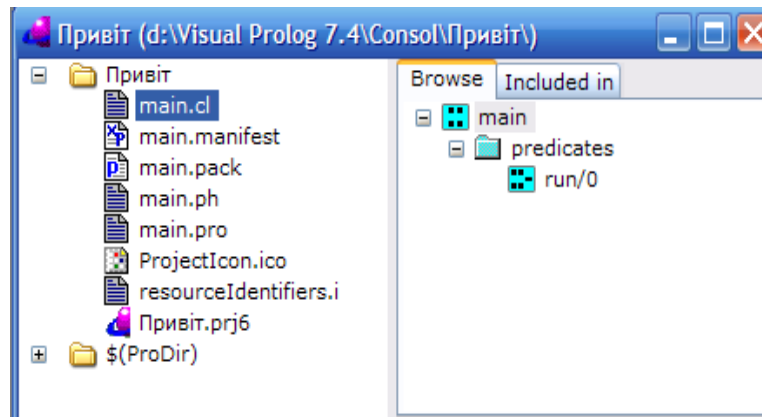 Привіт (d:\Visual Prolog 7.4\Consol\Привіт\)
Привіт
main.cl
main.manifest
main.pack
main.ph
main.pro
ProjectIcon.ico
resourceIdentifiers.i
Привіт.prj6
$(ProDir)
Browse
Included in
main
predicates
run/0